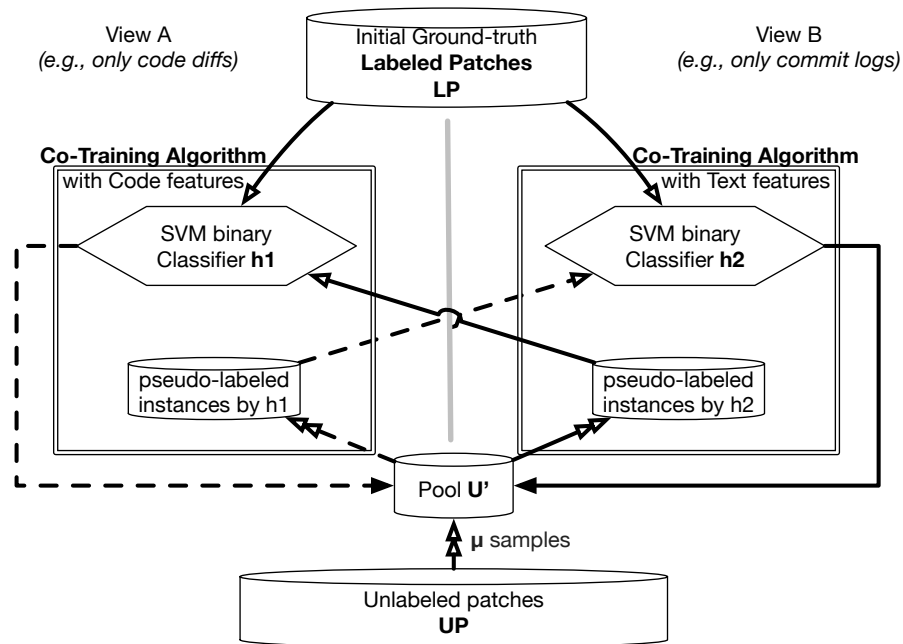 View A
(e.g., only code diffs)
Initial Ground-truth
Labeled Patches
LP
View B
(e.g., only commit logs)
Co-Training Algorithm
with Code features
Co-Training Algorithm
with Text features
SVM binary
Classifier h1
SVM binary
Classifier h2
pseudo-labeled
instances by h1
pseudo-labeled
instances by h2
Pool U'
µ samples
Unlabeled patches
UP